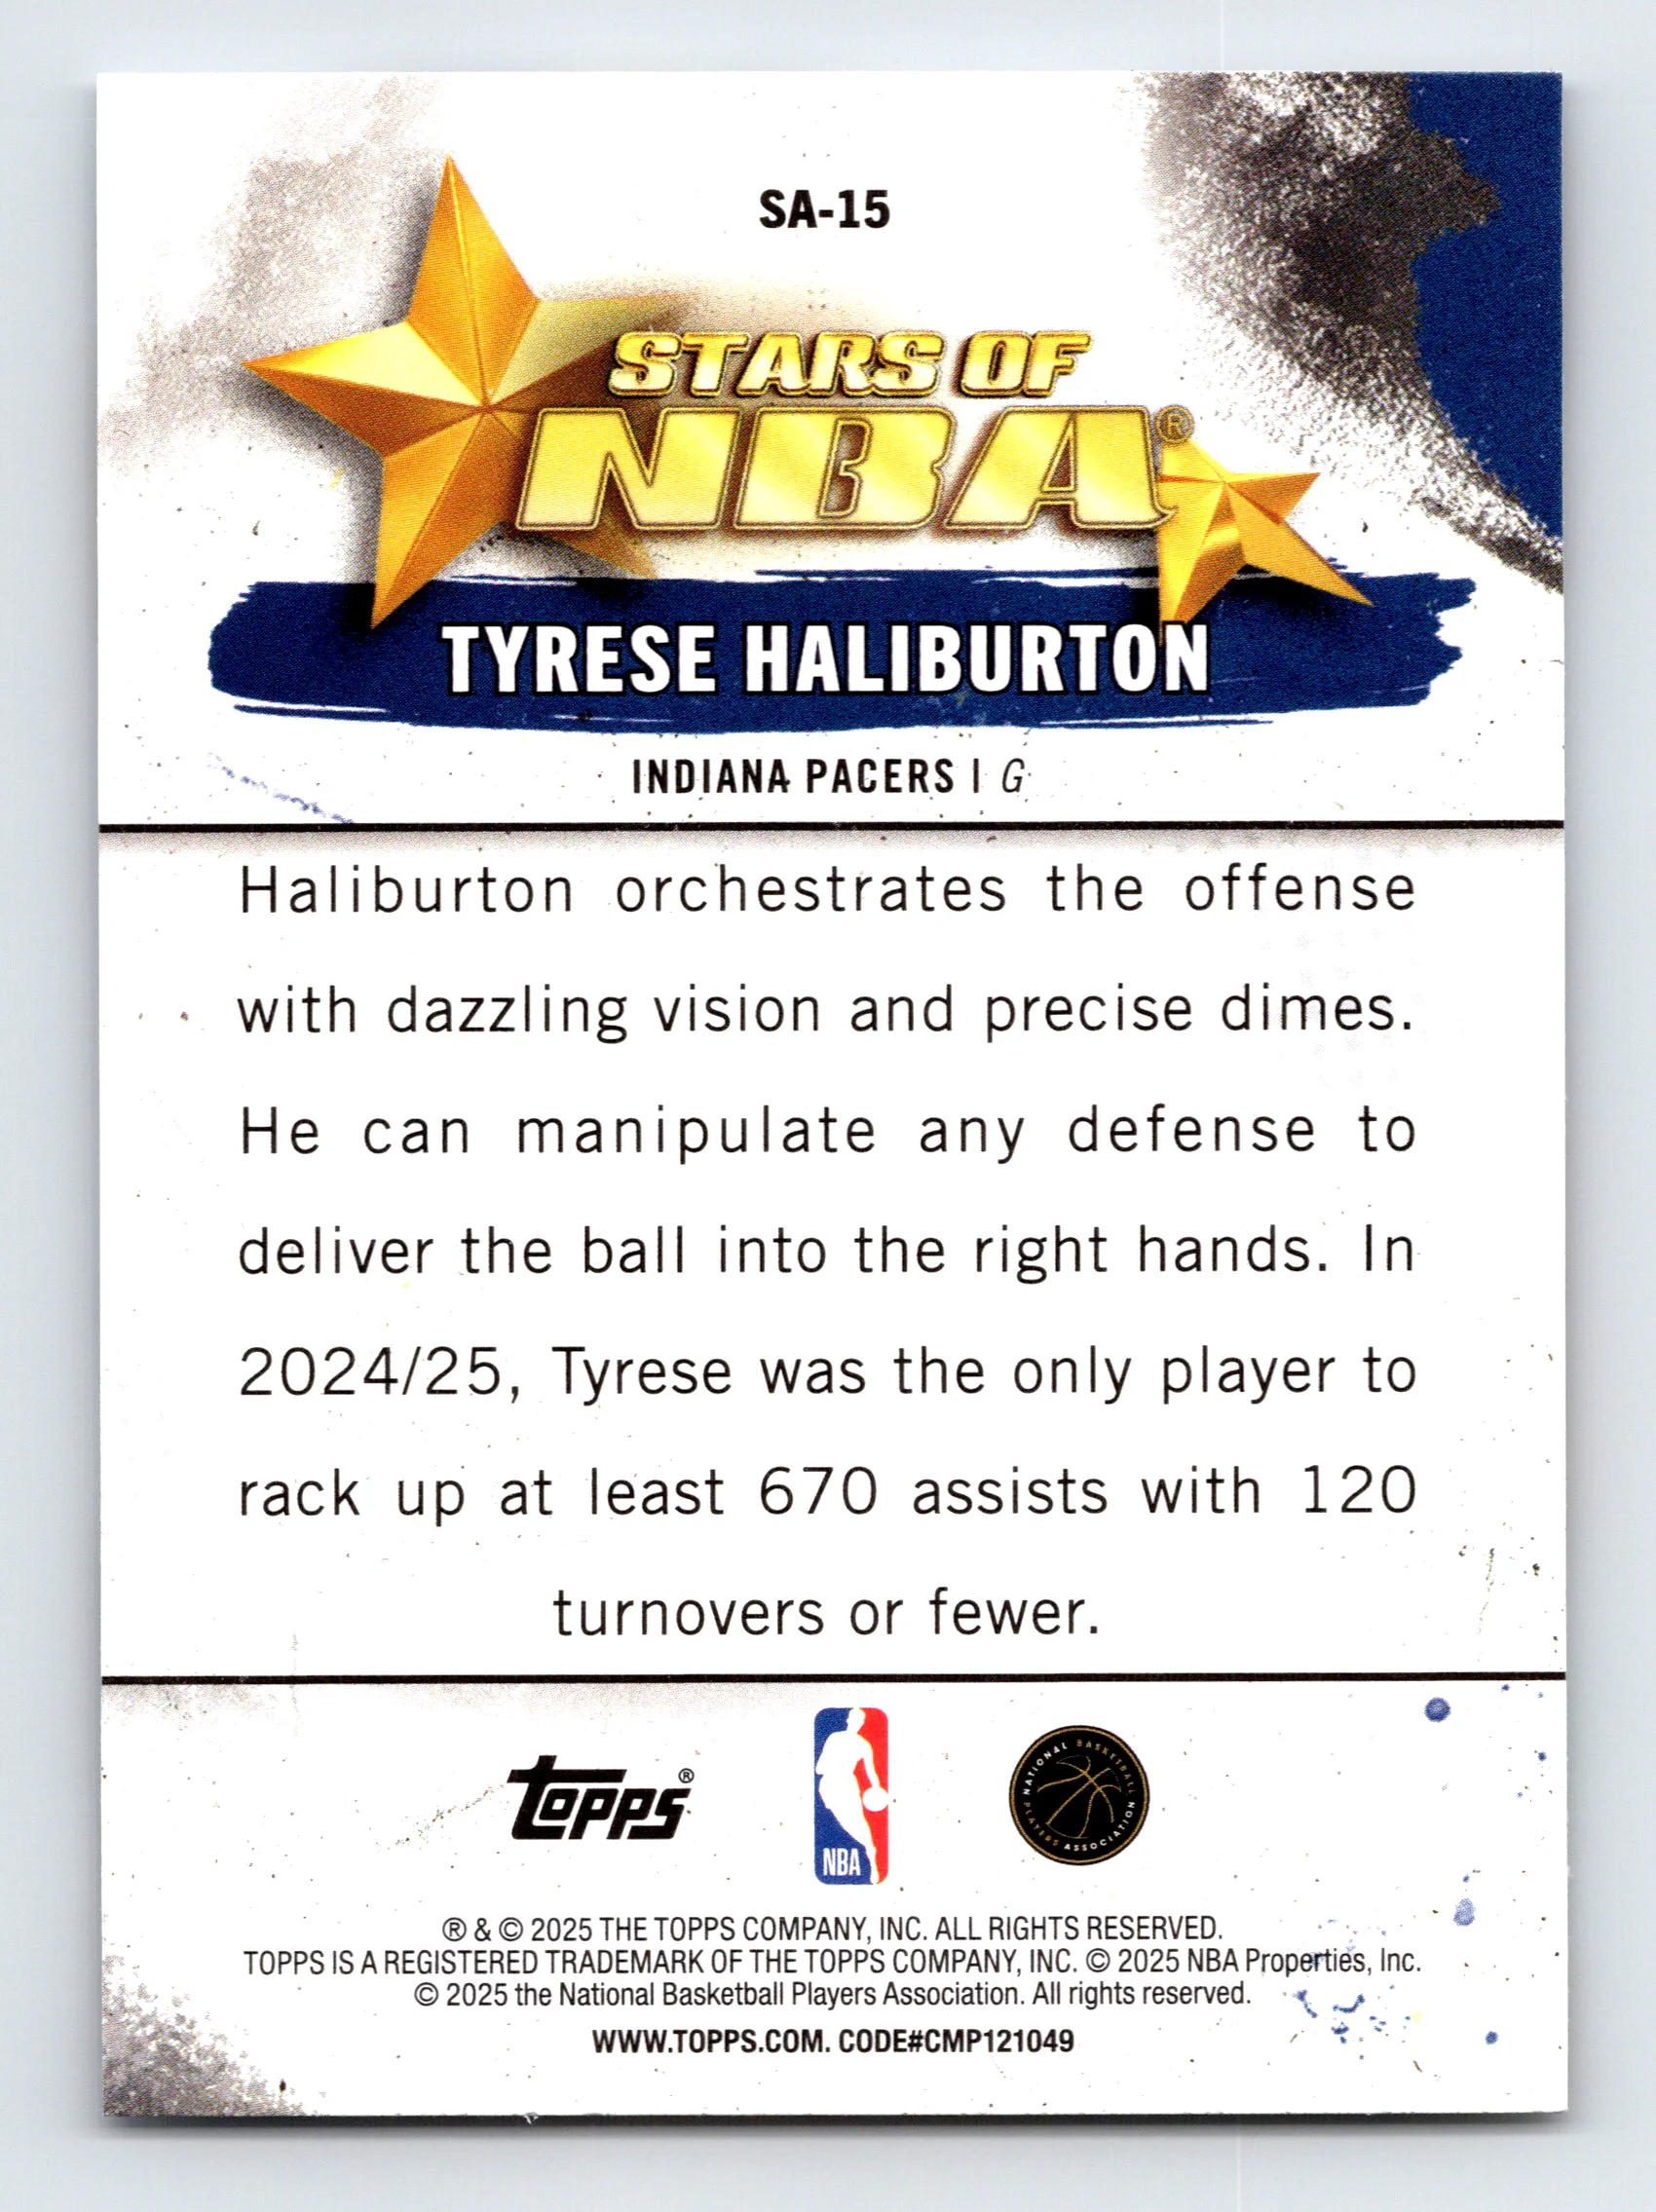 SA-15
STARS OF
NBA®
TYRESE HALIBURTON
INDIANA PACERS | G
Haliburton orchestrates the offense
with dazzling vision and precise dimes.
He can manipulate any defense to
deliver the ball into the right hands. In
2024/25, Tyrese was the only player to
rack up at least 670 assists with 120
turnovers or fewer.
topps®
NBA
NATIONAL BASKETBALL
PLAYERS ASSOCIATION
® & © 2025 THE TOPPS COMPANY, INC. ALL RIGHTS RESERVED.
TOPPS IS A REGISTERED TRADEMARK OF THE TOPPS COMPANY, INC. © 2025 NBA Properties, Inc.
© 2025 the National Basketball Players Association. All rights reserved.
WWW.TOPPS.COM. CODE#CMP121049